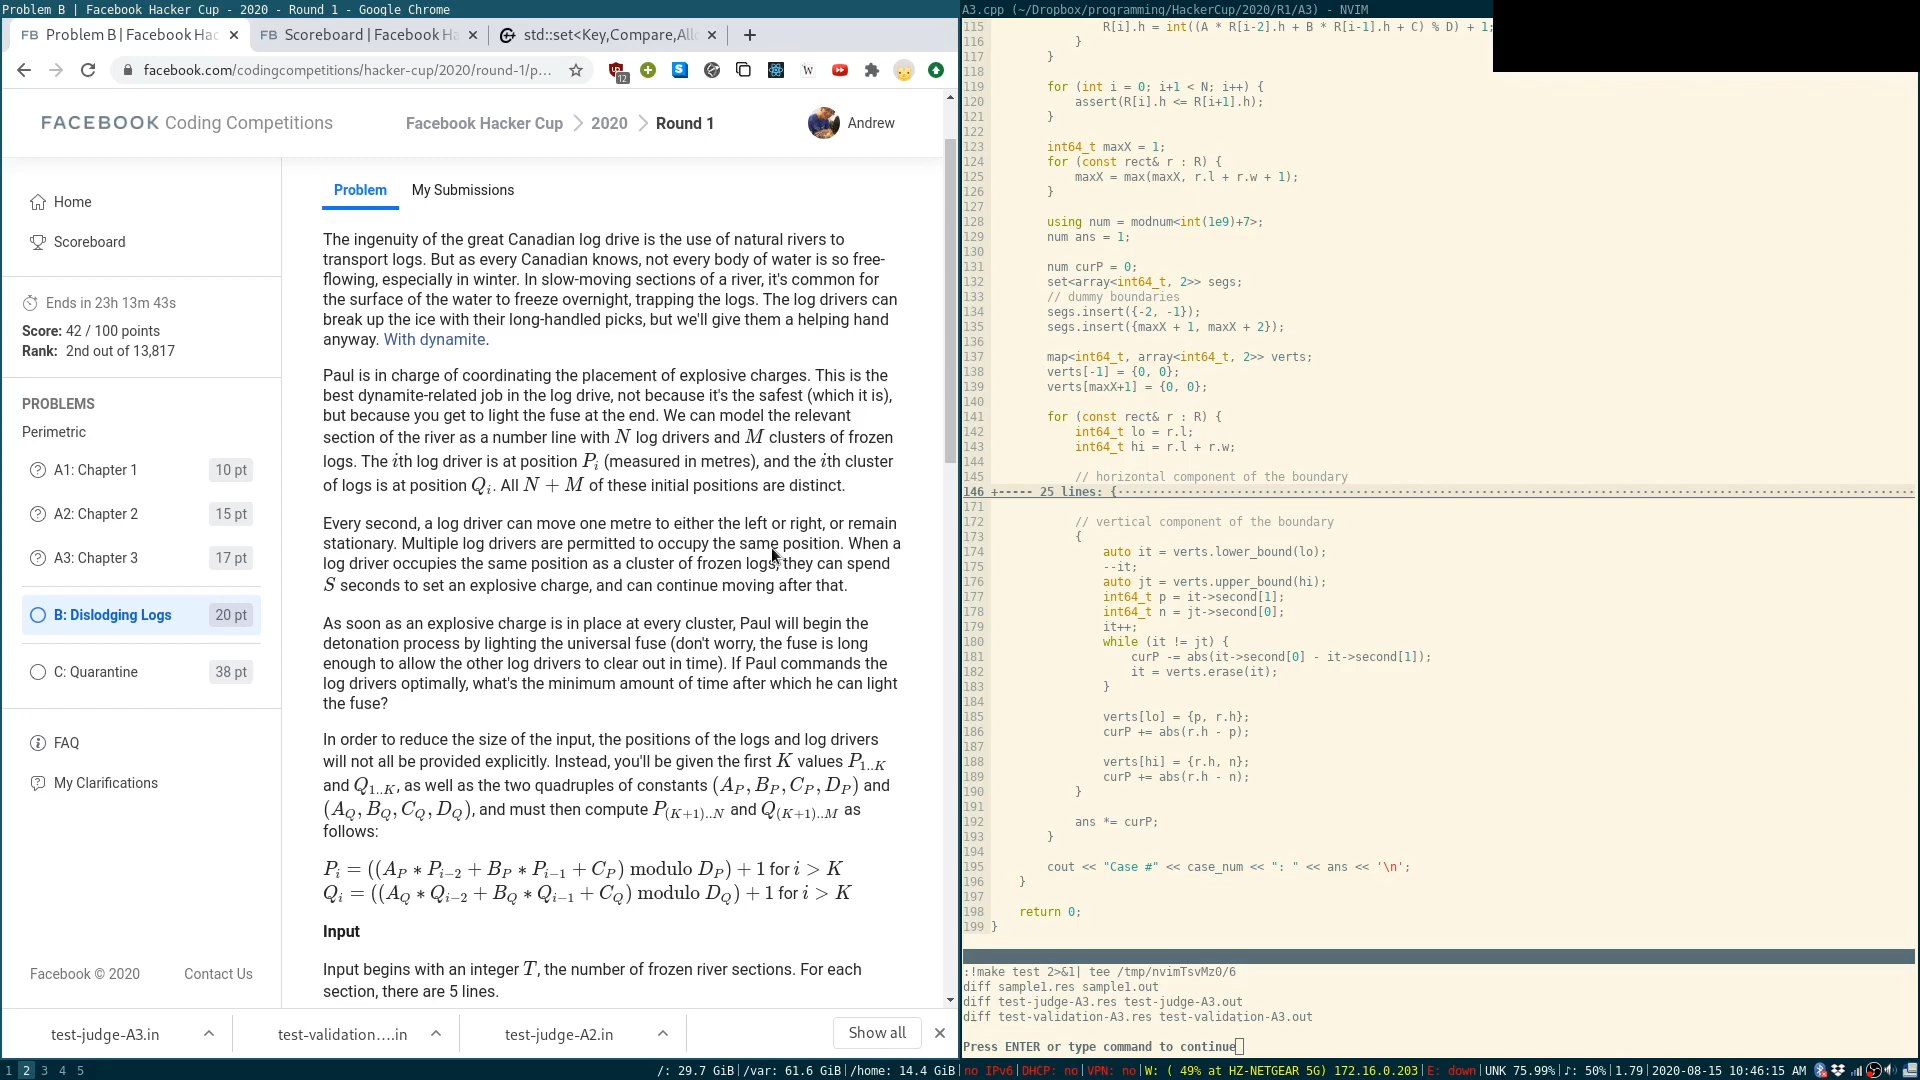 Problem B | Facebook Hacker Cup - 2020 - Round 1 - Google Chrome
FB Problem B | Facebook Hac ×
FB Scoreboard | Facebook H ×
std::set<Key,Compare,Allo ×
+
facebook.com/codingcompetitions/hacker-cup/2020/round-1/p...
12
FACEBOOK Coding Competitions
Facebook Hacker Cup > 2020 > Round 1
Andrew
Home
Scoreboard
Ends in 23h 13m 43s
Score: 42 / 100 points
Rank: 2nd out of 13,817
PROBLEMS
Perimetric
A1: Chapter 1 10 pt
A2: Chapter 2 15 pt
A3: Chapter 3 17 pt
B: Dislodging Logs 20 pt
C: Quarantine 38 pt
FAQ
My Clarifications
Facebook © 2020 Contact Us
Problem My Submissions
The ingenuity of the great Canadian log drive is the use of natural rivers to
transport logs. But as every Canadian knows, not every body of water is so free-
flowing, especially in winter. In slow-moving sections of a river, it's common for
the surface of the water to freeze overnight, trapping the logs. The log drivers can
break up the ice with their long-handled picks, but we'll give them a helping hand
anyway. With dynamite.
Paul is in charge of coordinating the placement of explosive charges. This is the
best dynamite-related job in the log drive, not because it's the safest (which it is),
but because you get to light the fuse at the end. We can model the relevant
section of the river as a number line with N log drivers and M clusters of frozen
logs. The ith log driver is at position P_i (measured in metres), and the ith cluster
of logs is at position Q_i. All N + M of these initial positions are distinct.
Every second, a log driver can move one metre to either the left or right, or remain
stationary. Multiple log drivers are permitted to occupy the same position. When a
log driver occupies the same position as a cluster of frozen logs, they can spend
S seconds to set an explosive charge, and can continue moving after that.
As soon as an explosive charge is in place at every cluster, Paul will begin the
detonation process by lighting the universal fuse (don't worry, the fuse is long
enough to allow the other log drivers to clear out in time). If Paul commands the
log drivers optimally, what's the minimum amount of time after which he can light
the fuse?
In order to reduce the size of the input, the positions of the logs and log drivers
will not all be provided explicitly. Instead, you'll be given the first K values P_{1..K}
and Q_{1..K}, as well as the two quadruples of constants (A_P, B_P, C_P, D_P) and
(A_Q, B_Q, C_Q, D_Q), and must then compute P_{(K+1)..N} and Q_{(K+1)..M} as
follows:
P_i = ((A_P * P_{i-2} + B_P * P_{i-1} + C_P) modulo D_P) + 1 for i > K
Q_i = ((A_Q * Q_{i-2} + B_Q * Q_{i-1} + C_Q) modulo D_Q) + 1 for i > K
Input
Input begins with an integer T, the number of frozen river sections. For each
section, there are 5 lines.
test-judge-A3.in
test-validation....in
test-judge-A2.in
Show all
A3.cpp (~/Dropbox/programming/HackerCup/2020/R1/A3) - NVIM
115 R[i].h = int((A * R[i-2].h + B * R[i-1].h + C) % D) + 1;
116 }
117 }
118
119 for (int i = 0; i+1 < N; i++) {
120 assert(R[i].h <= R[i+1].h);
121 }
122
123 int64_t maxX = 1;
124 for (const rect& r : R) {
125 maxX = max(maxX, r.l + r.w + 1);
126 }
127
128 using num = modnum<int(1e9)+7>;
129 num ans = 1;
130
131 num curP = 0;
132 set<array<int64_t, 2>> segs;
133 // dummy boundaries
134 segs.insert({-2, -1});
135 segs.insert({maxX + 1, maxX + 2});
136
137 map<int64_t, array<int64_t, 2>> verts;
138 verts[-1] = {0, 0};
139 verts[maxX+1] = {0, 0};
140
141 for (const rect& r : R) {
142 int64_t lo = r.l;
143 int64_t hi = r.l + r.w;
144
145 // horizontal component of the boundary
146 +----- 25 lines: {
171
172 // vertical component of the boundary
173 {
174 auto it = verts.lower_bound(lo);
175 --it;
176 auto jt = verts.upper_bound(hi);
177 int64_t p = it->second[1];
178 int64_t n = jt->second[0];
179 it++;
180 while (it != jt) {
181 curP -= abs(it->second[0] - it->second[1]);
182 it = verts.erase(it);
183 }
184
185 verts[lo] = {p, r.h};
186 curP += abs(r.h - p);
187
188 verts[hi] = {r.h, n};
189 curP += abs(r.h - n);
190 }
191
192 ans *= curP;
193 }
194
195 cout << "Case #" << case_num << ": " << ans << '\n';
196 }
197
198 return 0;
199 }
:!make test 2>&1| tee /tmp/nvimTsvMz0/6
diff sample1.res sample1.out
diff test-judge-A3.res test-judge-A3.out
diff test-validation-A3.res test-validation-A3.out
Press ENTER or type command to continue
1 2 3 4 5
/: 29.7 GiB|/var: 61.6 GiB|/home: 14.4 GiB|no IPv6|DHCP: no|VPN: no|W: ( 49% at HZ-NETGEAR 5G) 172.16.0.203|E: down|UNK 75.99%|♪: 50%|1.79|2020-08-15 10:46:15 AM